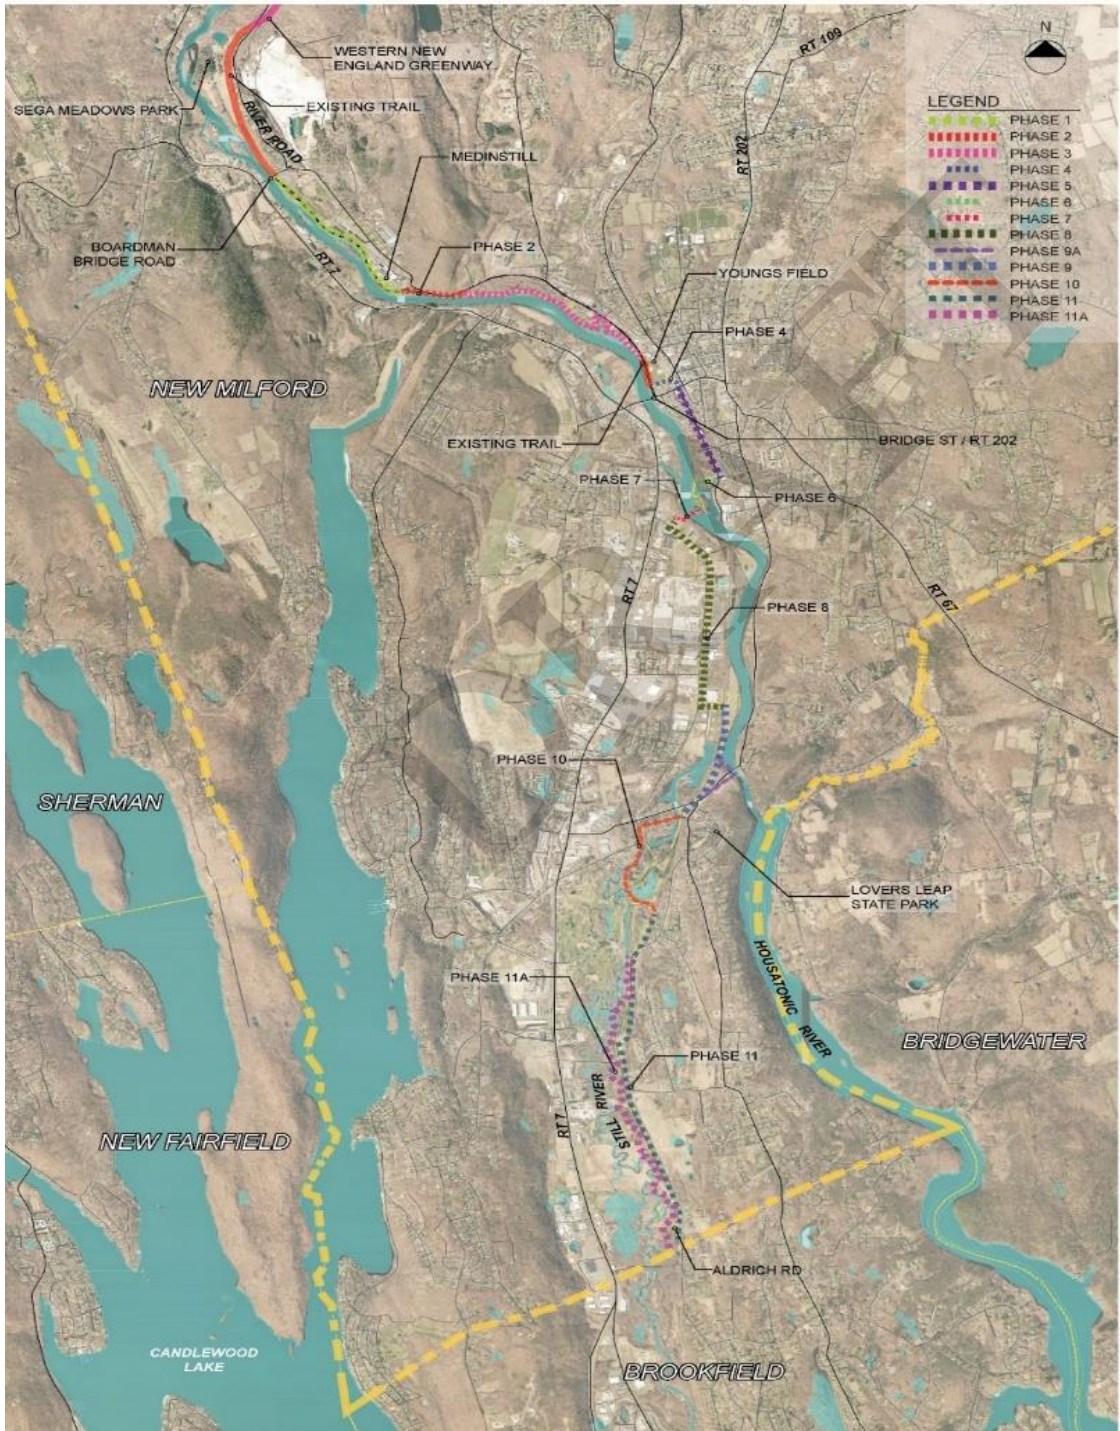 N
RT 109
WESTERN NEW
ENGLAND GREENWAY
SEGA MEADOWS PARK
EXISTING TRAIL
RIVER ROAD
LEGEND
PHASE 1
PHASE 2
PHASE 3
PHASE 4
PHASE 5
PHASE 6
PHASE 7
PHASE 8
PHASE 9A
PHASE 9
PHASE 10
PHASE 11
PHASE 11A
RT 202
MEDINSTILL
BOARDMAN
BRIDGE ROAD
RT 7
PHASE 2
YOUNGS FIELD
PHASE 4
NEW MILFORD
EXISTING TRAIL
BRIDGE ST / RT 202
PHASE 7
PHASE 6
RT 7
RT 67
PHASE 8
PHASE 10
SHERMAN
LOVERS LEAP
STATE PARK
HOUSATONIC RIVER
PHASE 11A
BRIDGEWATER
PHASE 11
STILL RIVER
RT 7
NEW FAIRFIELD
ALDRICH RD
CANDLEWOOD
LAKE
BROOKFIELD